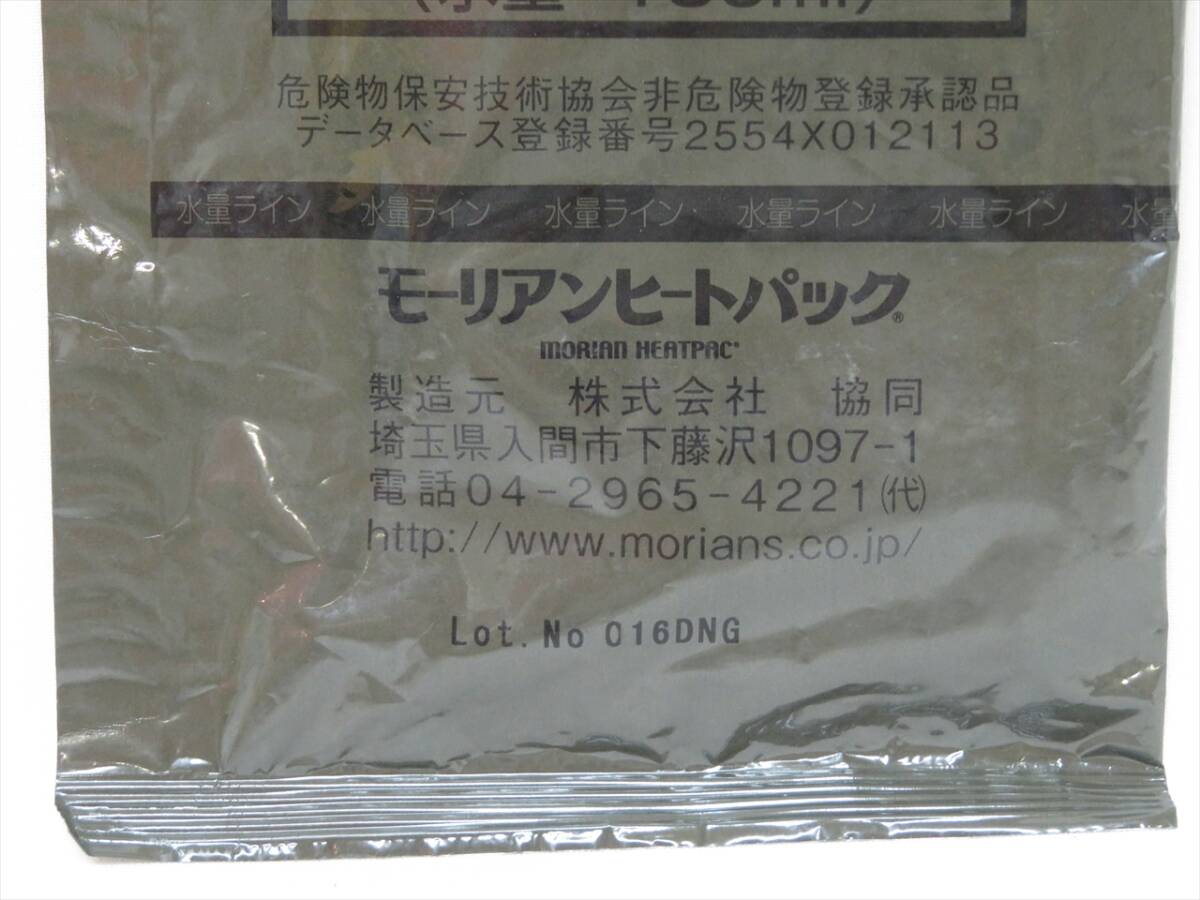 危険物保安技術協会非危険物登録承認品
データベース登録番号2554X012113
水量ライン 水量ライン 水量ライン 水量ライン 水量ライン 水量
モーリアンヒートパック®
MORIAN HEATPAC®
製造元 株式会社 協同
埼玉県入間市下藤沢1097-1
電話04-2965-4221(代)
http://www.morians.co.jp/
Lot.No 016DNG